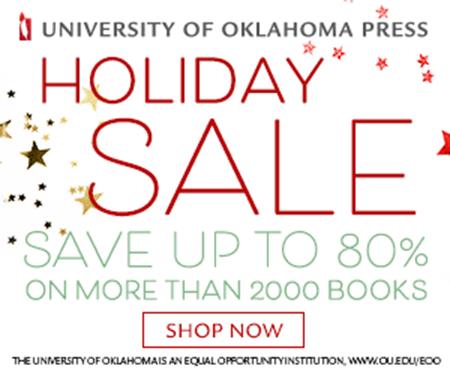 UNIVERSITY OF OKLAHOMA PRESS
HOLIDAY
SALE
SAVE UP TO 80%
ON MORE THAN 2000 BOOKS
SHOP NOW
THE UNIVERSITY OF OKLAHOMA IS AN EQUAL OPPORTUNITY INSTITUTION, WWW.OU.EDU/EOO